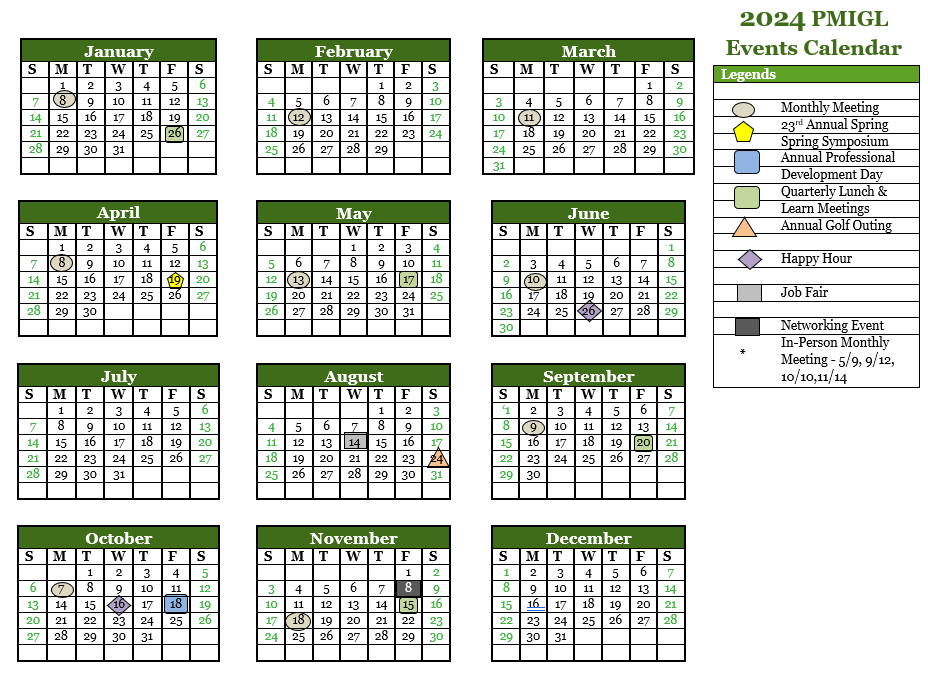 2024 PMIGL
Events Calendar
January
S M T W T F S
1 2 3 4 5 6
7 8 9 10 11 12 13
14 15 16 17 18 19 20
21 22 23 24 25 26 27
28 29 30 31
February
S M T W T F S
1 2 3
4 5 6 7 8 9 10
11 12 13 14 15 16 17
18 19 20 21 22 23 24
25 26 27 28 29
March
S M T W T F S
1 2
3 4 5 6 7 8 9
10 11 12 13 14 15 16
17 18 19 20 21 22 23
24 25 26 27 28 29 30
31
Legends
Monthly Meeting
23rd Annual Spring
Spring Symposium
Annual Professional
Development Day
Quarterly Lunch &
Learn Meetings
Annual Golf Outing
Happy Hour
Job Fair
Networking Event
* In-Person Monthly
Meeting - 5/9, 9/12,
10/10,11/14
April
S M T W T F S
1 2 3 4 5 6
7 8 9 10 11 12 13
14 15 16 17 18 19 20
21 22 23 24 25 26 27
28 29 30
May
S M T W T F S
1 2 3 4
5 6 7 8 9 10 11
12 13 14 15 16 17 18
19 20 21 22 23 24 25
26 27 28 29 30 31
June
S M T W T F S
1
2 3 4 5 6 7 8
9 10 11 12 13 14 15
16 17 18 19 20 21 22
23 24 25 26 27 28 29
30
July
S M T W T F S
1 2 3 4 5 6
7 8 9 10 11 12 13
14 15 16 17 18 19 20
21 22 23 24 25 26 27
28 29 30 31
August
S M T W T F S
1 2 3
4 5 6 7 8 9 10
11 12 13 14 15 16 17
18 19 20 21 22 23 24
25 26 27 28 29 30 31
September
S M T W T F S
'1 2 3 4 5 6 7
8 9 10 11 12 13 14
15 16 17 18 19 20 21
22 23 24 25 26 27 28
29 30
October
S M T W T F S
1 2 3 4 5
6 7 8 9 10 11 12
13 14 15 16 17 18 19
20 21 22 23 24 25 26
27 28 29 30 31
November
S M T W T F S
1 2
3 4 5 6 7 8 9
10 11 12 13 14 15 16
17 18 19 20 21 22 23
24 25 26 27 28 29 30
December
S M T W T F S
1 2 3 4 5 6 7
8 9 10 11 12 13 14
15 16 17 18 19 20 21
22 23 24 25 26 27 28
29 30 31